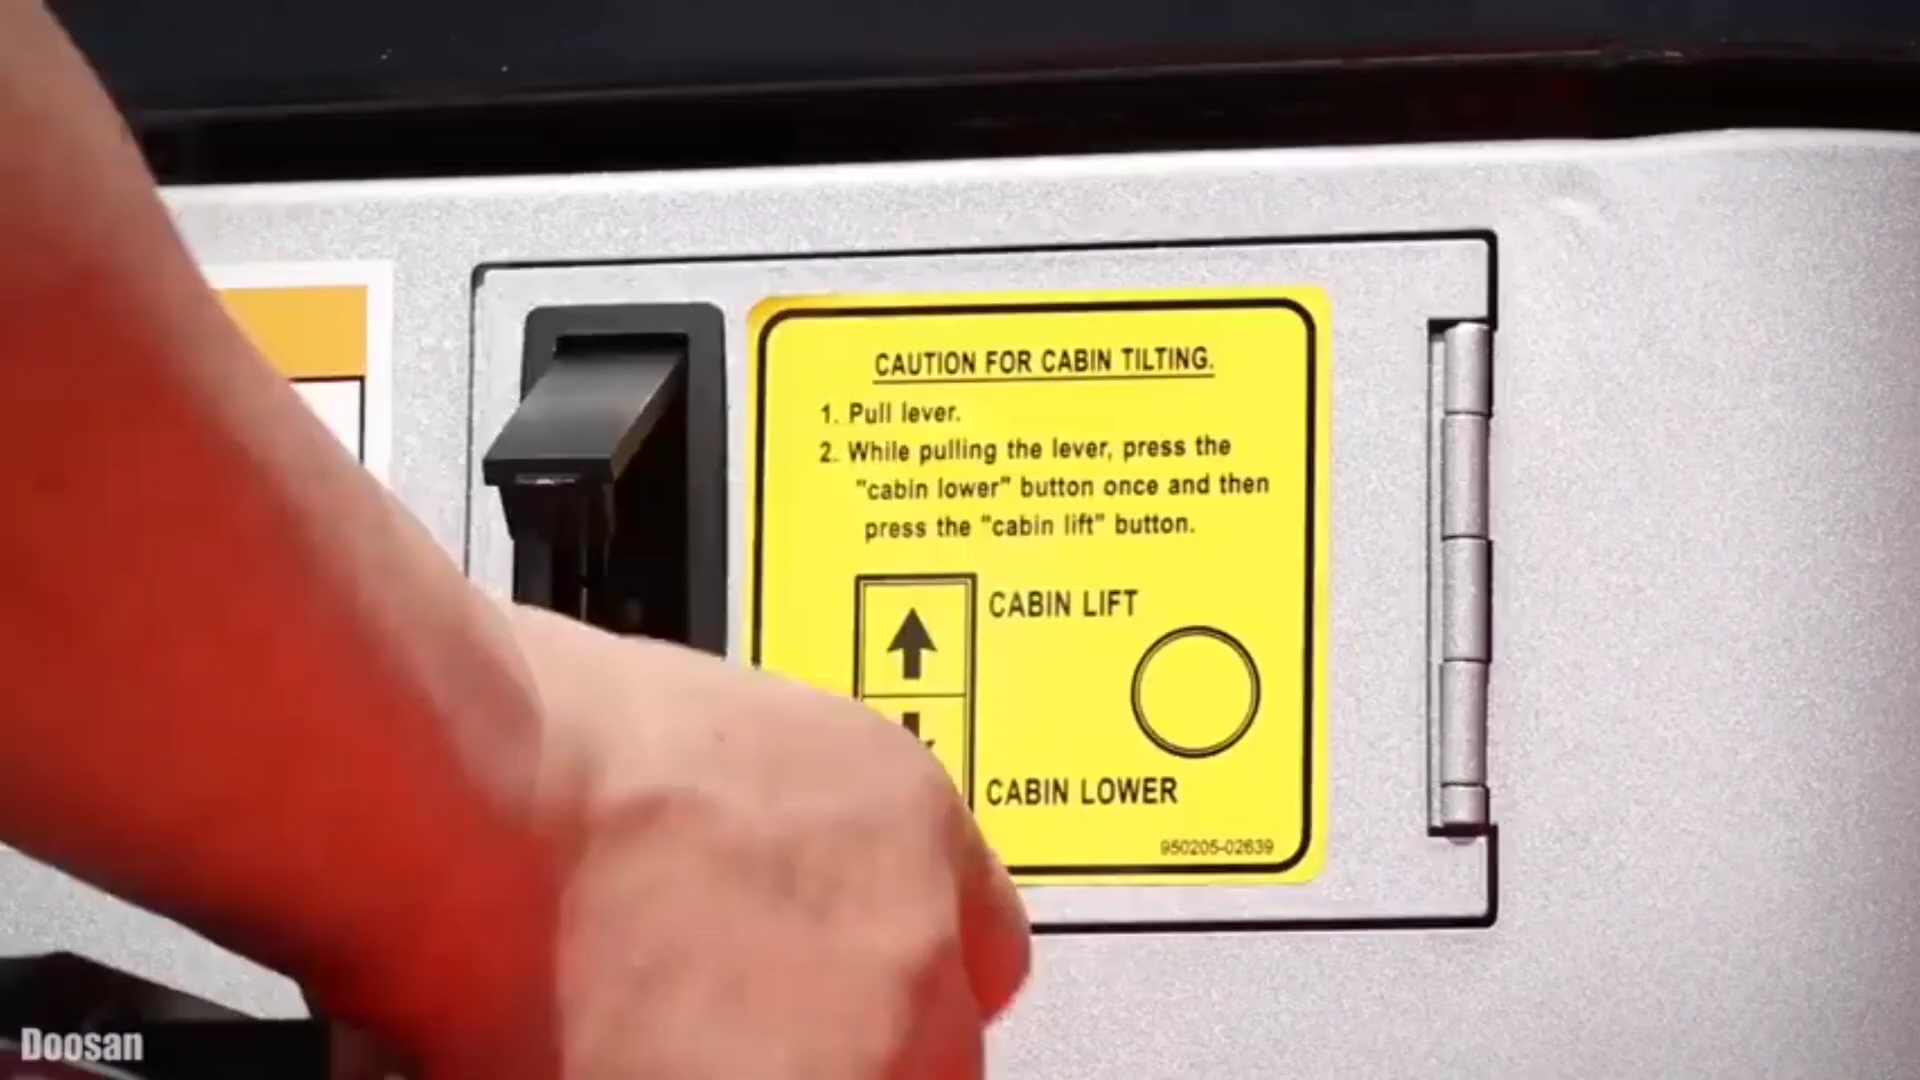 CAUTION FOR CABIN TILTING.
1. Pull lever.
2. While pulling the lever, press the
"cabin lower" button once and then
press the "cabin lift" button.
CABIN LIFT
CABIN LOWER
950205-02639
Doosan